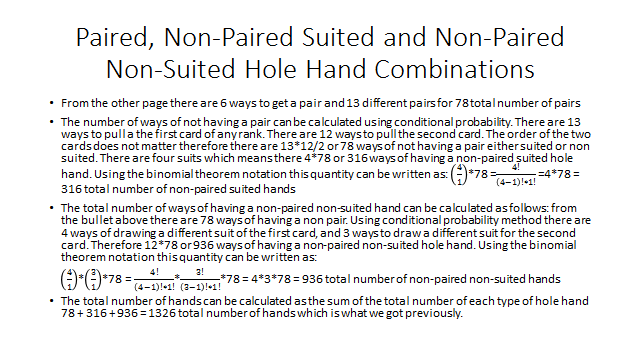 Paired, Non-Paired Suited and Non-Paired
Non-Suited Hole Hand Combinations
• From the other page there are 6 ways to get a pair and 13 different pairs for 78 total number of pairs
• The number of ways of not having a pair can be calculated using conditional probability. There are 13
ways to pull a the first card of any rank. There are 12 ways to pull the second card. The order of the two
cards does not matter therefore there are 13*12/2 or 78 ways of not having a pair either suited or non
suited. There are four suits which means there 4*78 or 316 ways of having a non-paired suited hole
hand. Using the binomial theorem notation this quantity can be written as: (4 1)*78 = 4!/((4−1)!*1!) =4*78 =
316 total number of non-paired suited hands
• The total number of ways of having a non-paired non-suited hand can be calculated as follows: from
the bullet above there are 78 ways of having a non pair. Using conditional probability method there are
4 ways of drawing a different suit of the first card, and 3 ways to draw a different suit for the second
card. Therefore 12*78 or 936 ways of having a non-paired non-suited hole hand. Using the binomial
theorem notation this quantity can be written as:
(4 1)*(3 1)*78 = 4!/((4−1)!*1!)*3!/((3−1)!*1!)*78 = 4*3*78 = 936 total number of non-paired non-suited hands
• The total number of hands can be calculated as the sum of the total number of each type of hole hand
78 + 316 + 936 = 1326 total number of hands which is what we got previously.